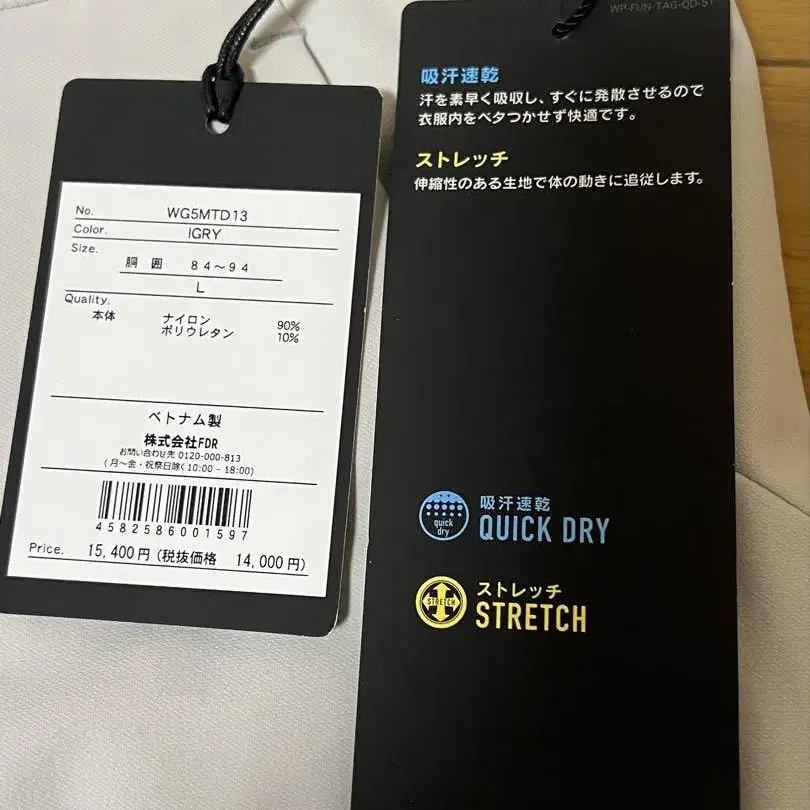 No. WG5MTD13
Color. IGRY
Size.
胴 囲 84〜94
L
Quality.
本体 ナイロン 90%
ポリウレタン 10%
ベトナム製
株式会社FDR
お問い合わせ先 0120-000-813
(月〜金・祝祭日除く10:00 - 18:00)
4582586001597
Price. 15,400円(税抜価格 14,000円)
WP-FUN-TAG-QD-ST
吸汗速乾
汗を素早く吸収し、すぐに発散させるので
衣服内をベタつかせず快適です。
ストレッチ
伸縮性のある生地で体の動きに追従します。
quick
dry
吸汗速乾
QUICK DRY
STRETCH
ストレッチ
STRETCH